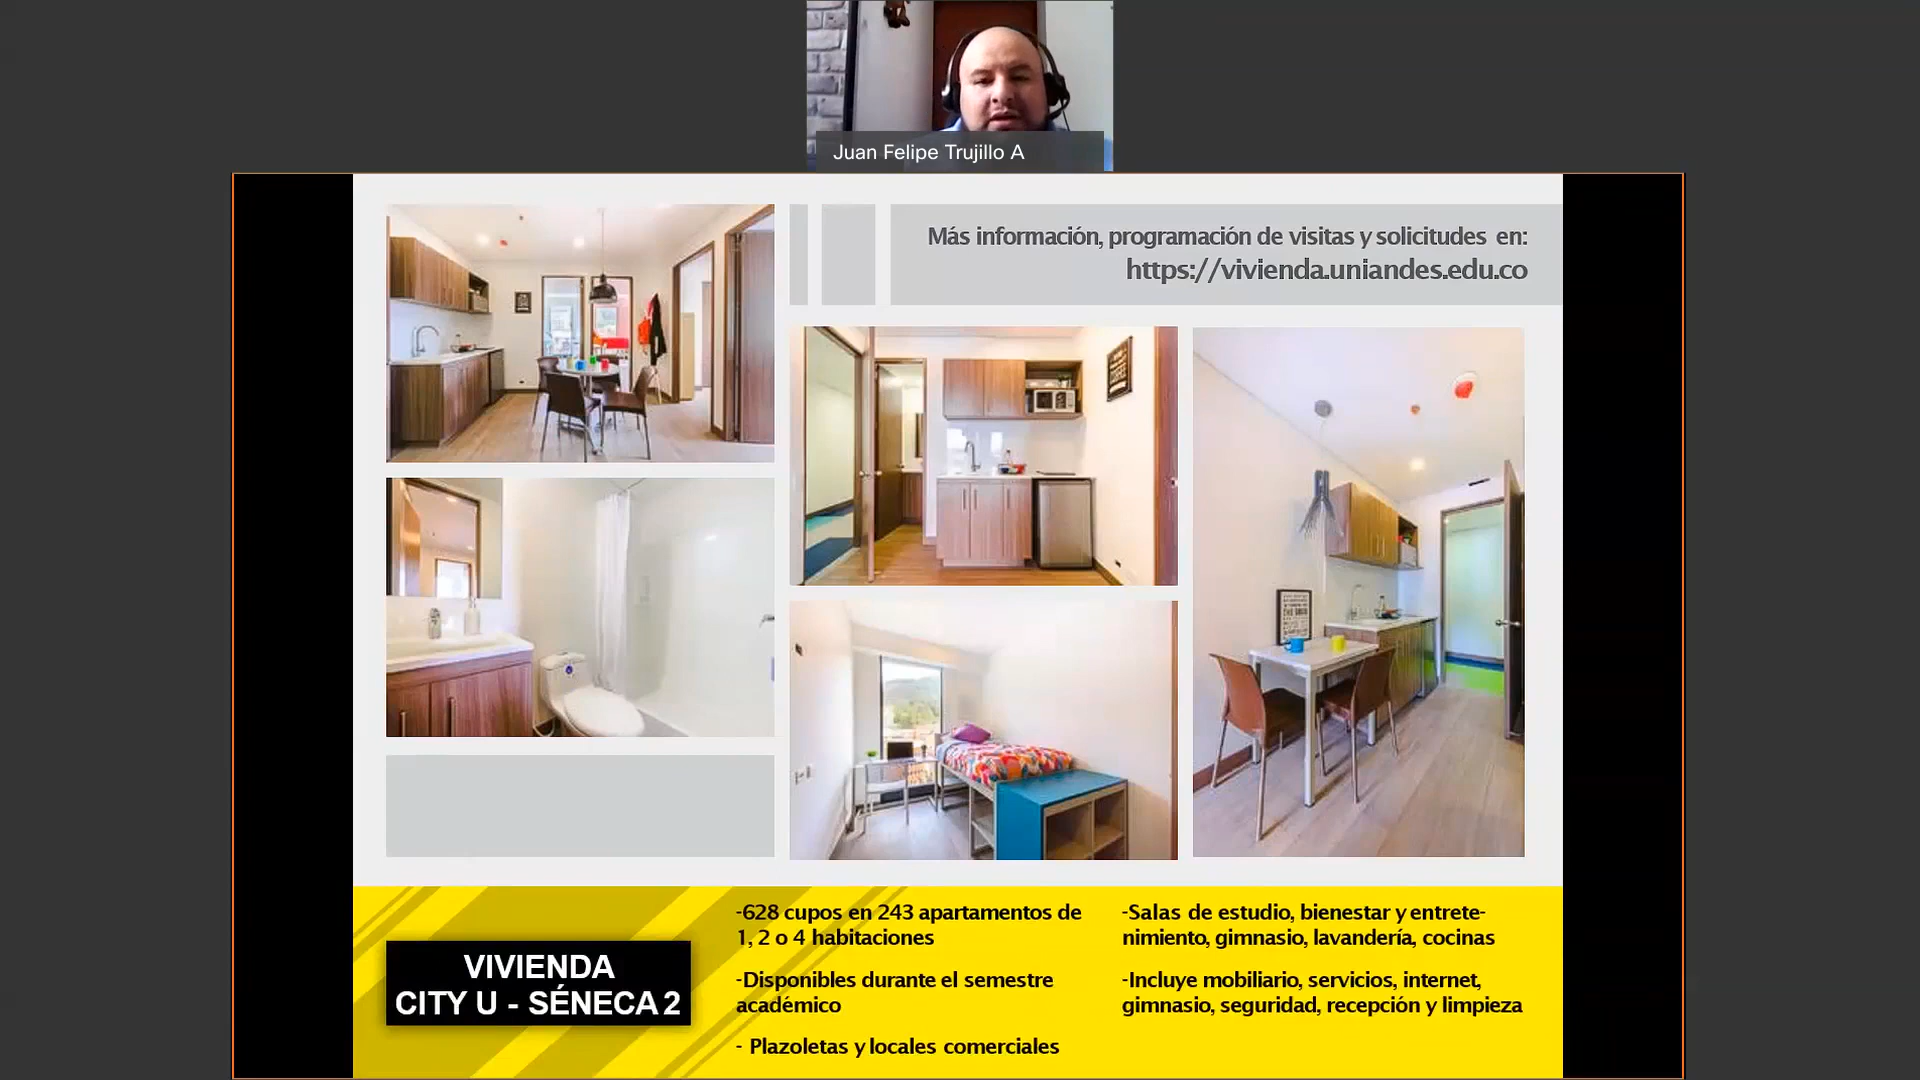 Juan Felipe Trujillo A
Más información, programación de visitas y solicitudes en:
https://vivienda.uniandes.edu.co
VIVIENDA
CITY U - SÉNECA 2
-628 cupos en 243 apartamentos de
1, 2 o 4 habitaciones
-Disponibles durante el semestre
académico
- Plazoletas y locales comerciales
-Salas de estudio, bienestar y entrete-
nimiento, gimnasio, lavandería, cocinas
-Incluye mobiliario, servicios, internet,
gimnasio, seguridad, recepción y limpieza